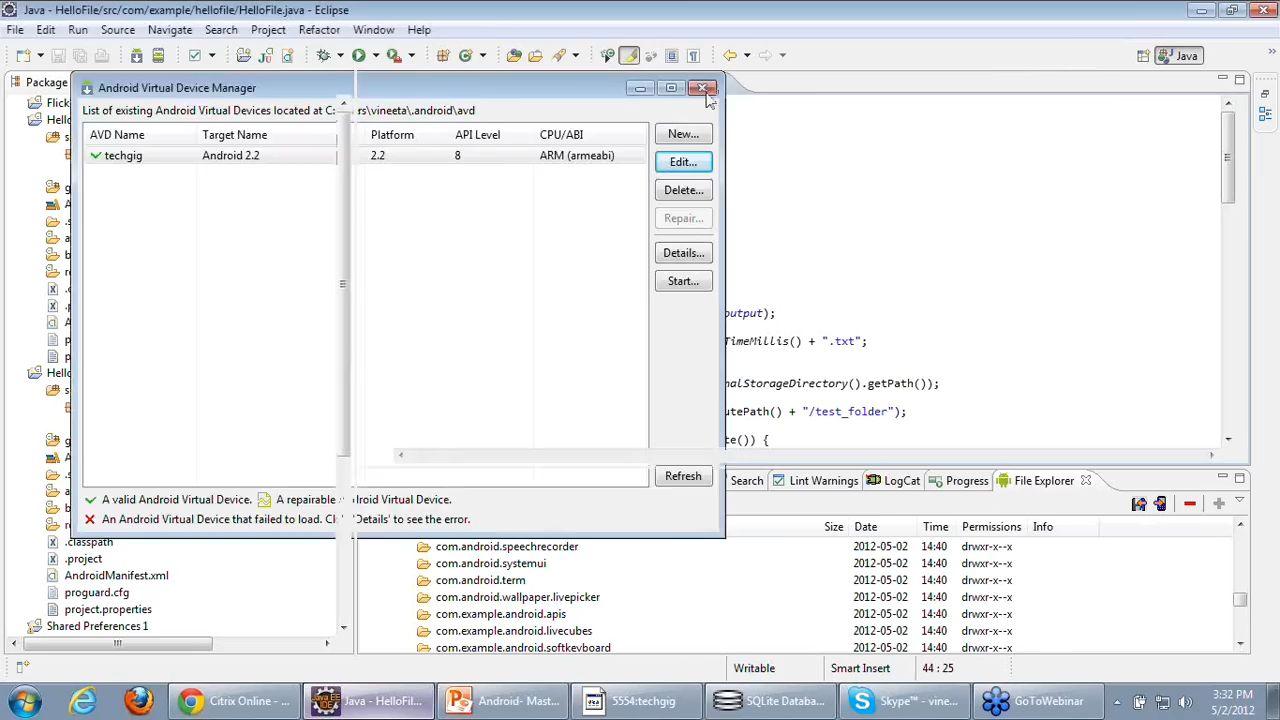 Java - HelloFile/src/com/example/hellofile/HelloFile.java - Eclipse
File Edit Run Source Navigate Search Project Refactor Window Help
Java
Package
Android Virtual Device Manager
List of existing Android Virtual Devices located at C:
rs\vineeta\.android\avd
AVD Name Target Name Platform API Level CPU/ABI
techgig Android 2.2 2.2 8 ARM (armeabi)
New...
Edit...
Delete...
Repair...
Details...
Start...
Refresh
A valid Android Virtual Device. A repairable Android Virtual Device.
An Android Virtual Device that failed to load. Click 'Details' to see the error.
Flick
Hello
Hello
.classpath
.project
AndroidManifest.xml
proguard.cfg
project.properties
Shared Preferences 1
output);
TimeMillis() + ".txt";
nalStorageDirectory().getPath());
utePath() + "/test_folder");
te()) {
Search Lint Warnings LogCat Progress File Explorer
Size Date Time Permissions Info
com.android.speechrecorder 2012-05-02 14:40 drwxr-x--x
com.android.systemui 2012-05-02 14:40 drwxr-x--x
com.android.term 2012-05-02 14:40 drwxr-x--x
com.android.wallpaper.livepicker 2012-05-02 14:40 drwxr-x--x
com.example.android.apis 2012-05-02 14:40 drwxr-x--x
com.example.android.livecubes 2012-05-02 14:40 drwxr-x--x
com.example.android.softkeyboard 2012-05-02 14:40 drwxr-x--x
Writable Smart Insert 44 : 25
Citrix Online - ... Java - HelloFil... Android- Mast... 5554:techgig SQLite Databa... Skype™ - vine... GoToWebinar
3:32 PM
5/2/2012